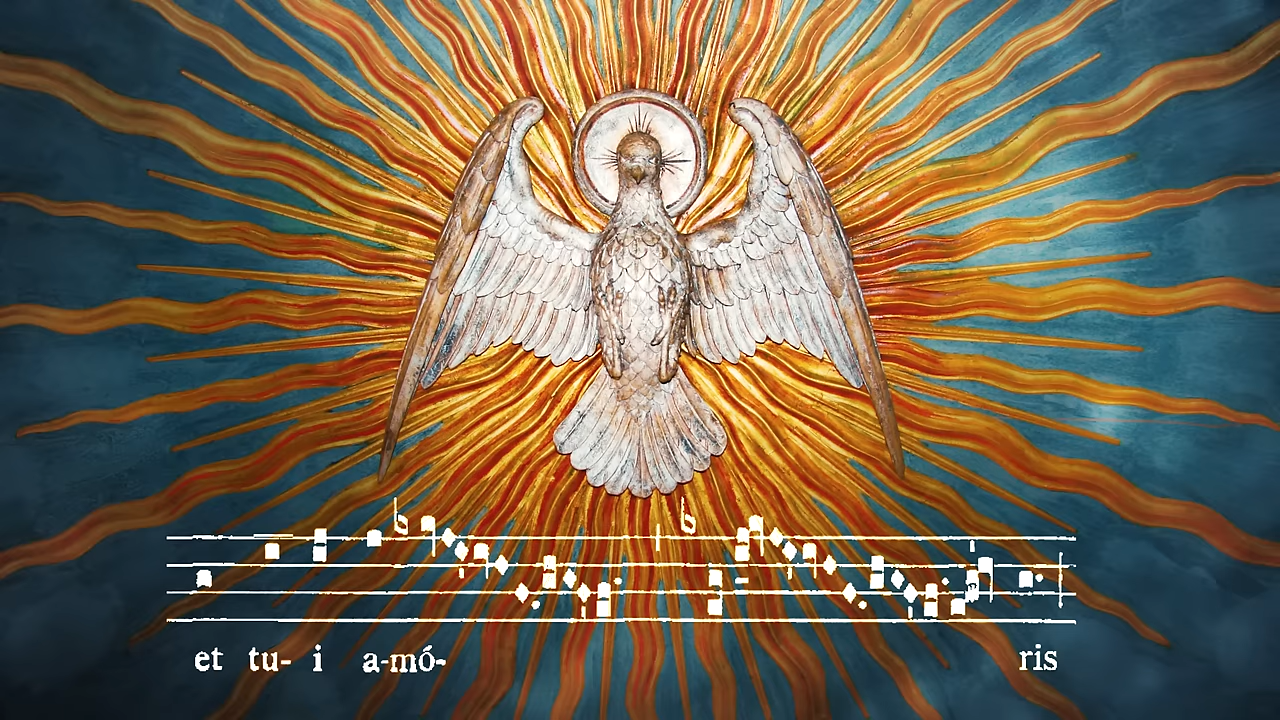 et tu- i a-mó- ris